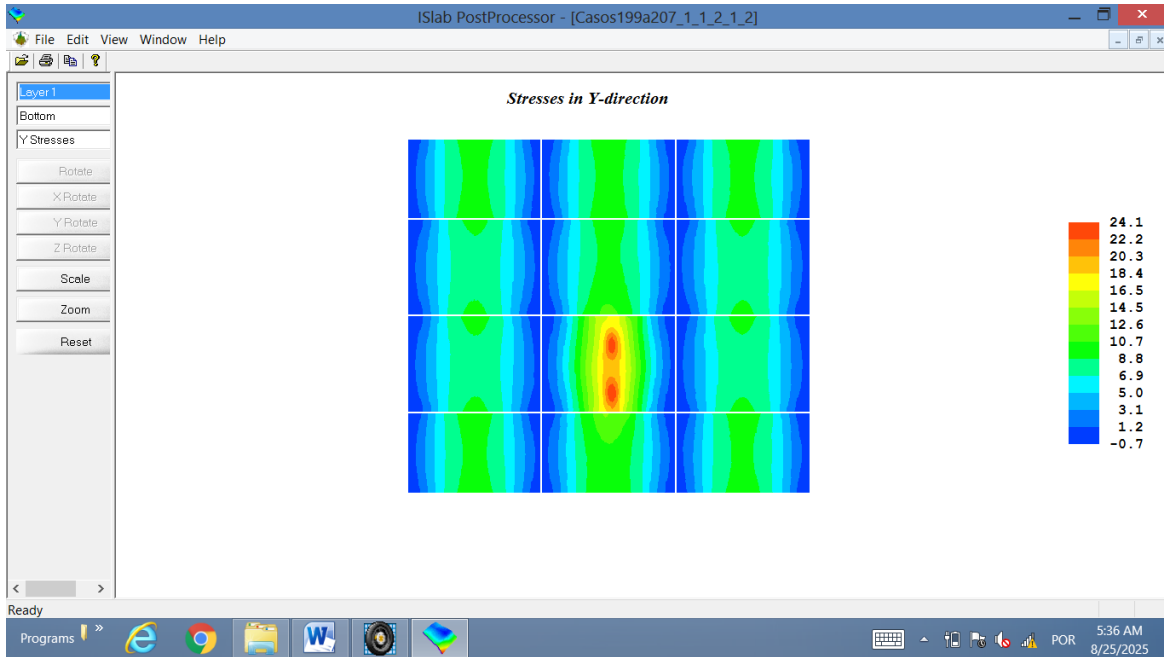 ISlab PostProcessor - [Casos199a207_1_1_2_1_2]
File Edit View Window Help
Layer1
Bottom
Y Stresses
Rotate
X Rotate
Y Rotate
Z Rotate
Scale
Zoom
Reset
Stresses in Y-direction
24.1
22.2
20.3
18.4
16.5
14.5
12.6
10.7
8.8
6.9
5.0
3.1
1.2
-0.7
Ready
Programs
POR
5:36 AM
8/25/2025